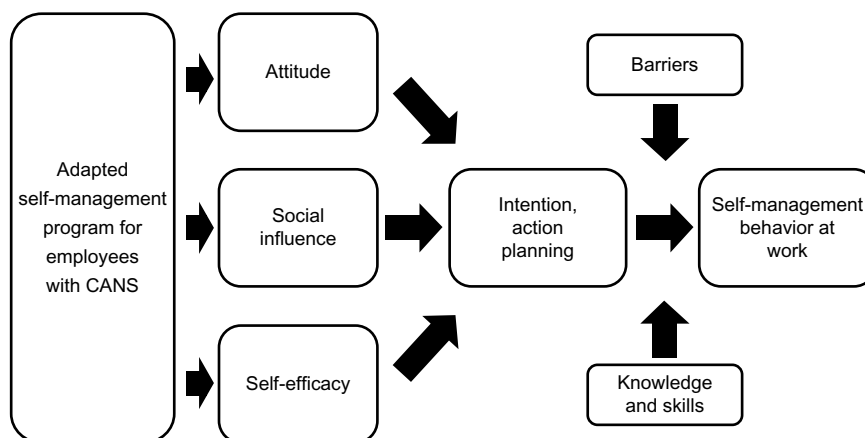 Adapted
self-management
program for
employees
with CANS
Attitude
Social
influence
Self-efficacy
Intention,
action
planning
Barriers
Knowledge
and skills
Self-management
behavior at
work